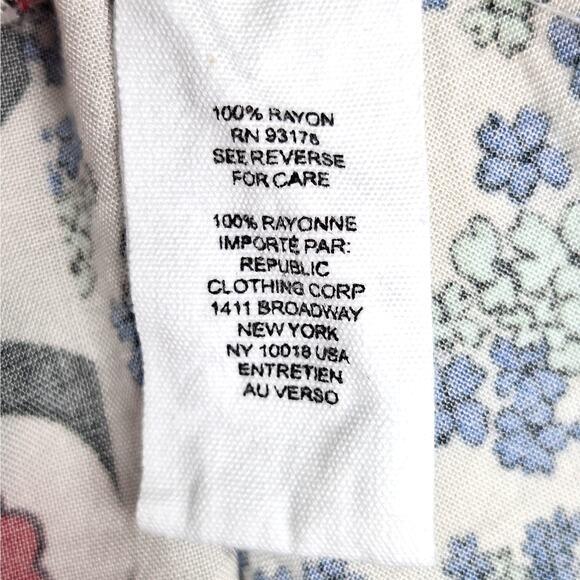 100% RAYON
RN 93178
SEE REVERSE
FOR CARE
100% RAYONNE
IMPORTÉ PAR:
REPUBLIC
CLOTHING CORP
1411 BROADWAY
NEW YORK
NY 10018 USA
ENTRETIEN
AU VERSO